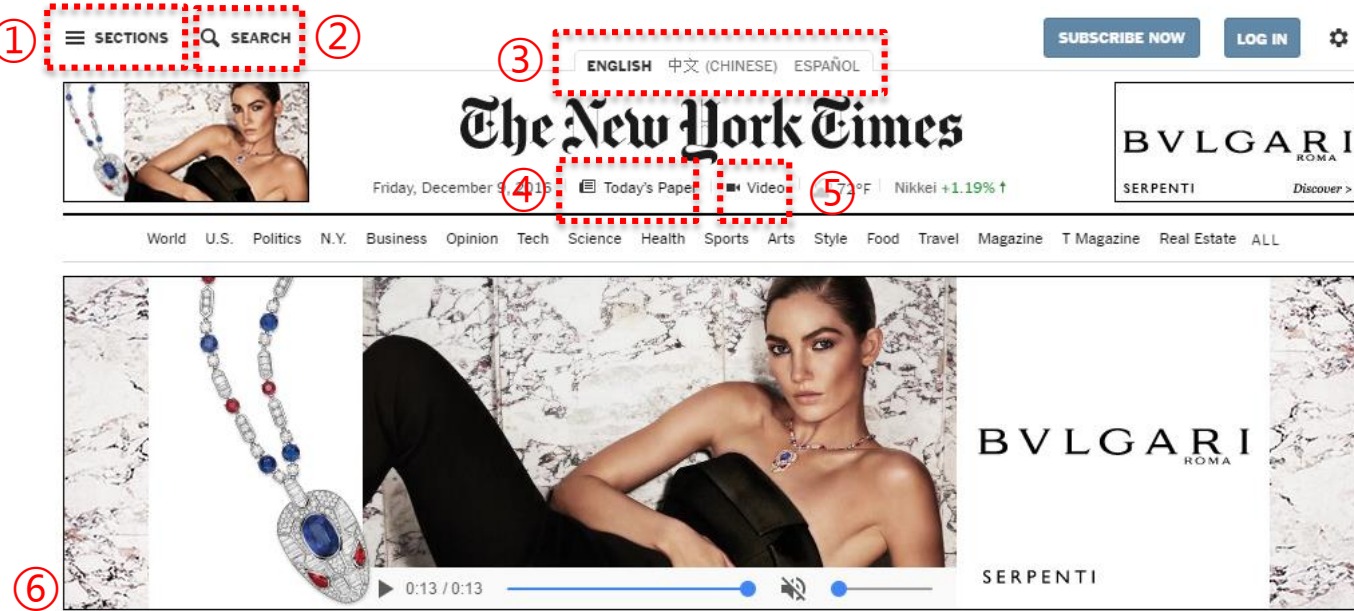 ① SECTIONS SEARCH ② SUBSCRIBE NOW LOG IN
③ ENGLISH 中文 (CHINESE) ESPAÑOL
The New York Times
BVLGARI
ROMA
Friday, December 9, 2016 ④ Today's Paper Video ⑤ 72°F Nikkei +1.19% ↑
SERPENTI Discover >
World U.S. Politics N.Y. Business Opinion Tech Science Health Sports Arts Style Food Travel Magazine T Magazine Real Estate ALL
BVLGARI
ROMA
SERPENTI
⑥ 0:13 / 0:13